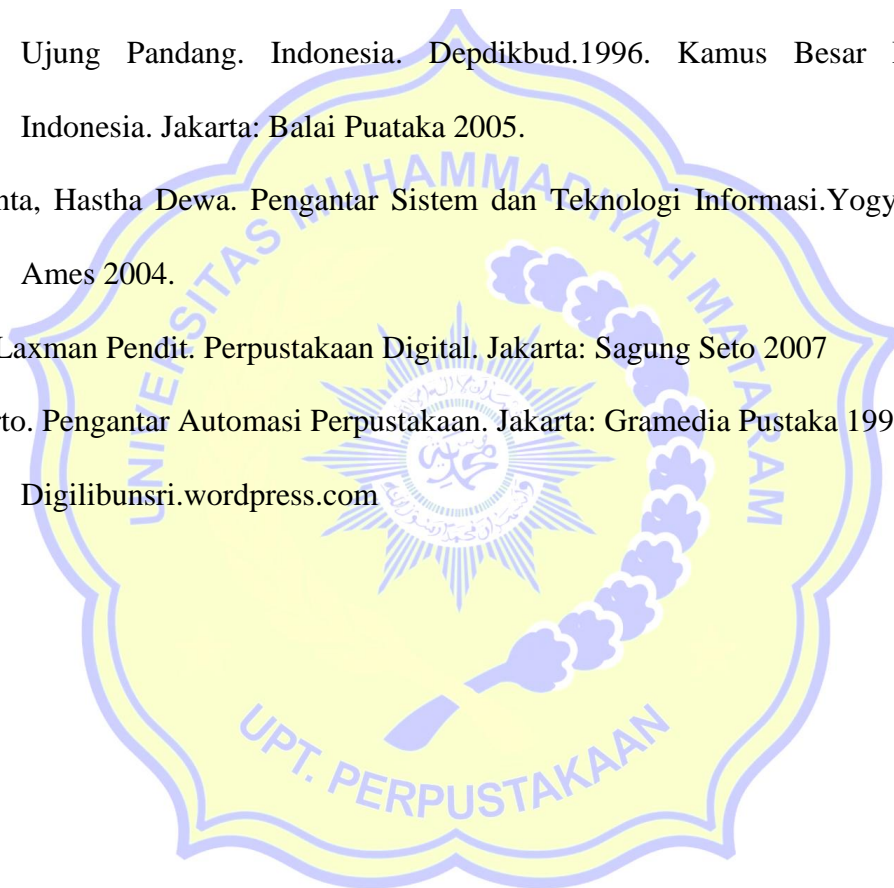 Ujung Pandang. Indonesia. Depdikbud.1996. Kamus Besar
Indonesia. Jakarta: Balai Puataka 2005.
nta, Hastha Dewa. Pengantar Sistem dan Teknologi Informasi.Yogy
Ames 2004.
Laxman Pendit. Perpustakaan Digital. Jakarta: Sagung Seto 2007
rto. Pengantar Automasi Perpustakaan. Jakarta: Gramedia Pustaka 199
Digilibunsri.wordpress.com
UNIVERSITAS MUHAMMADIYAH MATARAM
UPT. PERPUSTAKAAN